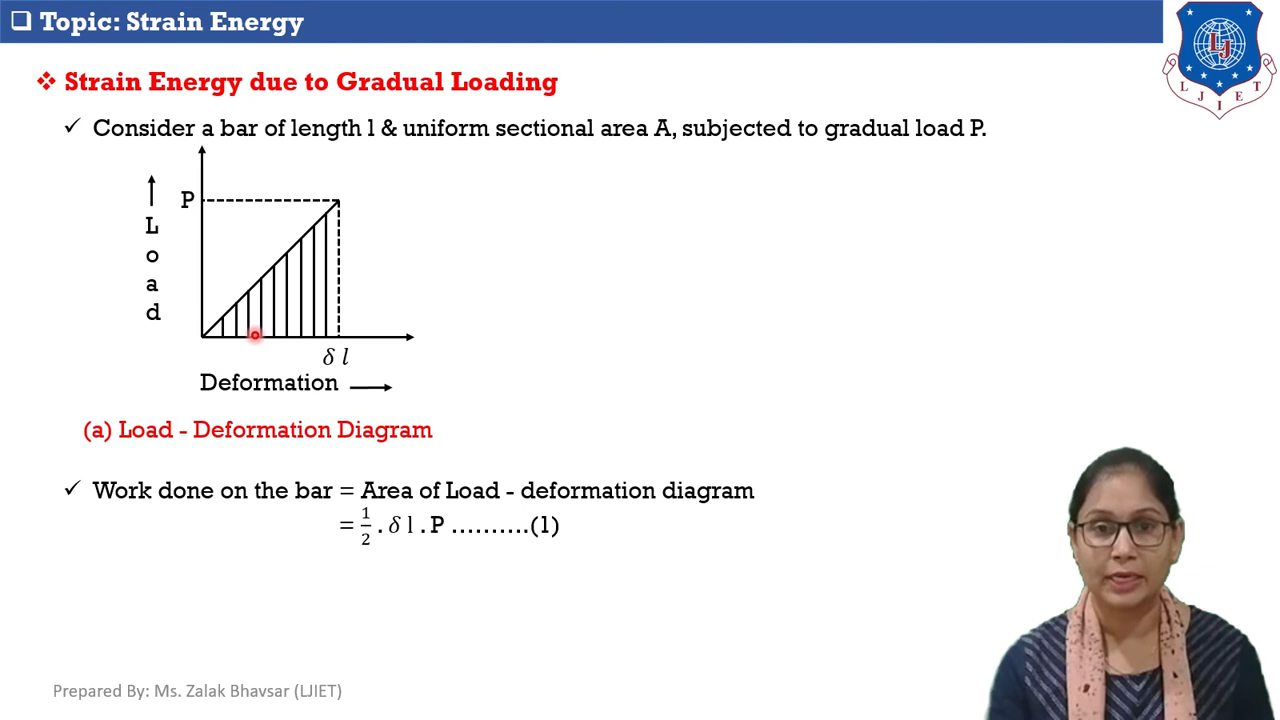 ❑ Topic: Strain Energy
L J I E T
❖ Strain Energy due to Gradual Loading
✓ Consider a bar of length l & uniform sectional area A, subjected to gradual load P.
P
L
o
a
d
δ l
Deformation
(a) Load - Deformation Diagram
✓ Work done on the bar = Area of Load - deformation diagram
= 1/2 . δ l . P ..........(1)
Prepared By: Ms. Zalak Bhavsar (LJIET)